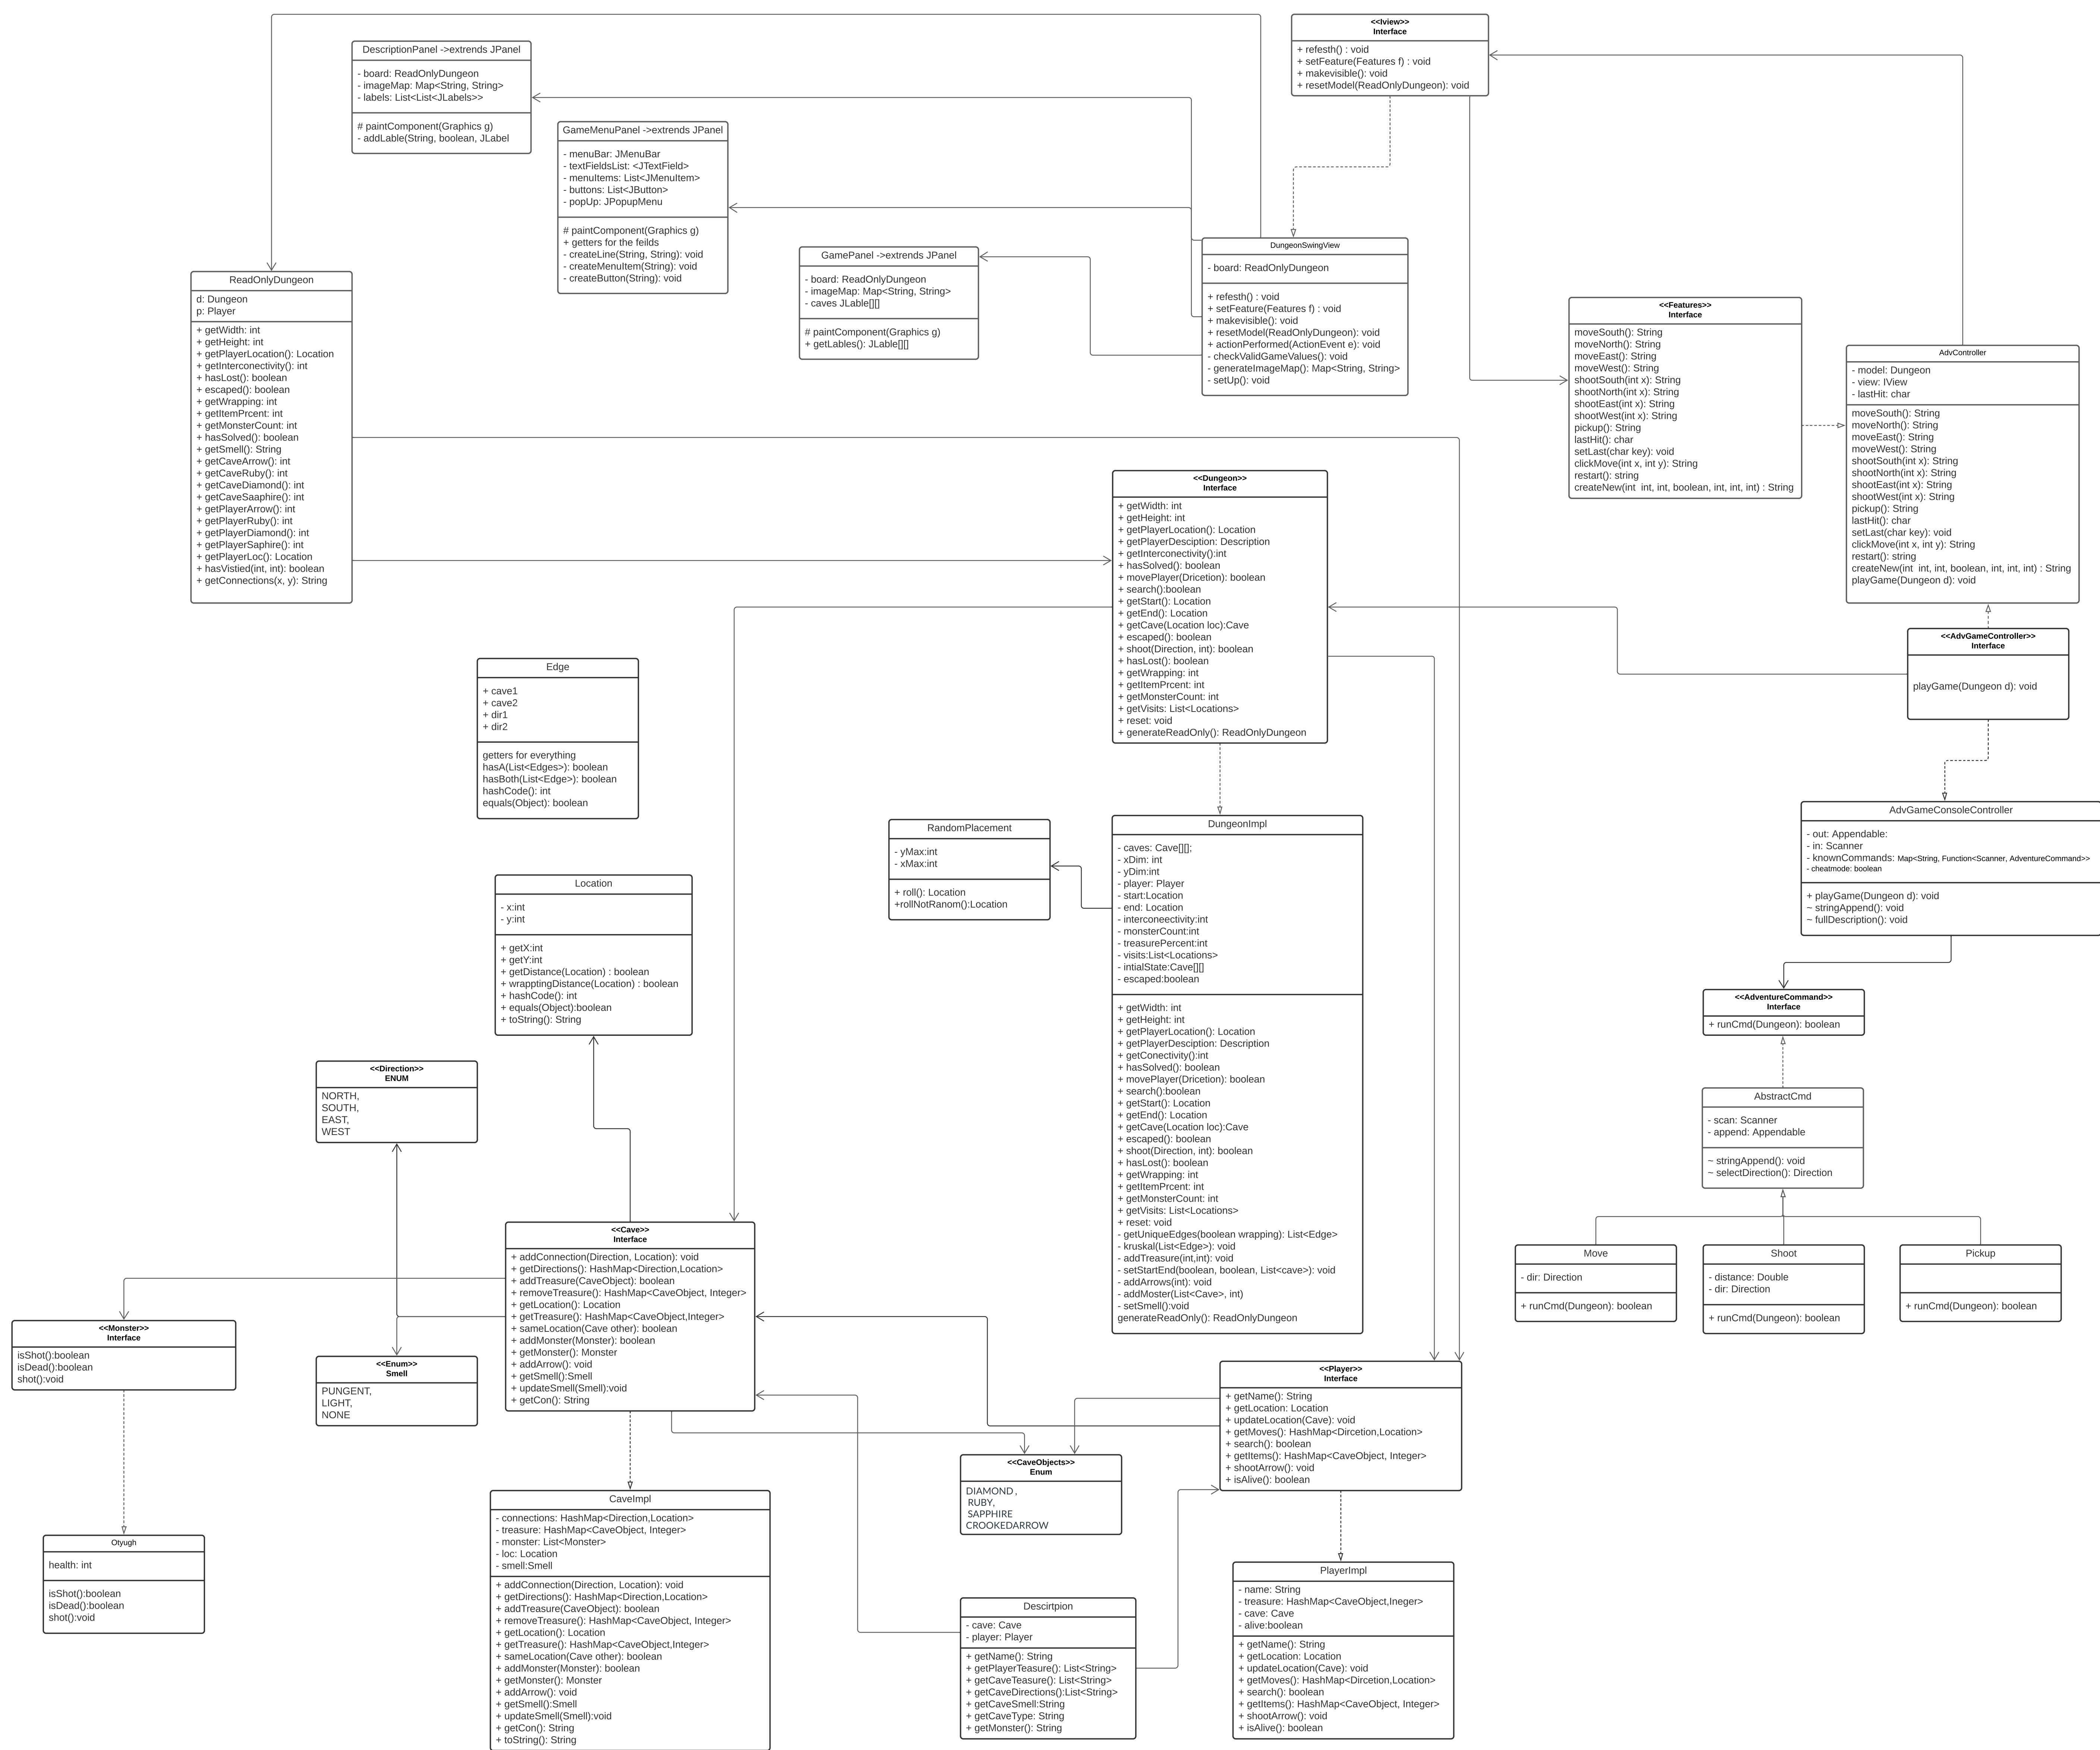 <<Iview>>
Interface
+ refesth() : void
+ setFeature(Features f) : void
+ makevisible(): void
+ resetModel(ReadOnlyDungeon): void
DescriptionPanel ->extrends JPanel
- board: ReadOnlyDungeon
- imageMap: Map<String, String>
- labels: List<List<JLabels>>
# paintComponent(Graphics g)
- addLable(String, boolean, JLabel
GameMenuPanel ->extrends JPanel
- menuBar: JMenuBar
- textFieldsList: <JTextField>
- menuItems: List<JMenuItem>
- buttons: List<JButton>
- popUp: JPopupMenu
# paintComponent(Graphics g)
+ getters for the feilds
- createLine(String, String): void
- createMenuItem(String): void
- createButton(String): void
GamePanel ->extrends JPanel
- board: ReadOnlyDungeon
- imageMap: Map<String, String>
- caves JLable[][]
# paintComponent(Graphics g)
+ getLables(): JLable[][]
DungeonSwingView
- board: ReadOnlyDungeon
+ refesth() : void
+ setFeature(Features f) : void
+ makevisible(): void
+ resetModel(ReadOnlyDungeon): void
+ actionPerformed(ActionEvent e): void
- checkValidGameValues(): void
- generateImageMap(): Map<String, String>
- setUp(): void
ReadOnlyDungeon
d: Dungeon
p: Player
+ getWidth: int
+ getHeight: int
+ getPlayerLocation(): Location
+ getInterconectivity(): int
+ hasLost(): boolean
+ escaped(): boolean
+ getWrapping: int
+ getItemPrcent: int
+ getMonsterCount: int
+ hasSolved(): boolean
+ getSmell(): String
+ getCaveArrow(): int
+ getCaveRuby(): int
+ getCaveDiamond(): int
+ getCaveSaaphire(): int
+ getPlayerArrow(): int
+ getPlayerRuby(): int
+ getPlayerDiamond(): int
+ getPlayerSaphire(): int
+ getPlayerLoc(): Location
+ hasVistied(int, int): boolean
+ getConnections(x, y): String
<<Features>>
Interface
moveSouth(): String
moveNorth(): String
moveEast(): String
moveWest(): String
shootSouth(int x): String
shootNorth(int x): String
shootEast(int x): String
shootWest(int x): String
pickup(): String
lastHit(): char
setLast(char key): void
clickMove(int x, int y): String
restart(): string
createNew(int  int, int, boolean, int, int, int) : String
AdvController
- model: Dungeon
- view: IView
- lastHit: char
moveSouth(): String
moveNorth(): String
moveEast(): String
moveWest(): String
shootSouth(int x): String
shootNorth(int x): String
shootEast(int x): String
shootWest(int x): String
pickup(): String
lastHit(): char
setLast(char key): void
clickMove(int x, int y): String
restart(): string
createNew(int  int, int, boolean, int, int, int) : String
playGame(Dungeon d): void
<<Dungeon>>
Interface
+ getWidth: int
+ getHeight: int
+ getPlayerLocation(): Location
+ getPlayerDesciption: Description
+ getInterconectivity():int
+ hasSolved(): boolean
+ movePlayer(Dricetion): boolean
+ search():boolean
+ getStart(): Location
+ getEnd(): Location
+ getCave(Location loc):Cave
+ escaped(): boolean
+ shoot(Direction, int): boolean
+ hasLost(): boolean
+ getWrapping: int
+ getItemPrcent: int
+ getMonsterCount: int
+ getVisits: List<Locations>
+ reset: void
+ generateReadOnly(): ReadOnlyDungeon
<<AdvGameController>>
Interface
playGame(Dungeon d): void
Edge
+ cave1
+ cave2
+ dir1
+ dir2
getters for everything
hasA(List<Edges>): boolean
hasBoth(List<Edge>): boolean
hashCode(): int
equals(Object): boolean
AdvGameConsoleController
- out: Appendable:
- in: Scanner
- knownCommands: Map<String, Function<Scanner, AdventureCommand>>
- cheatmode: boolean
+ playGame(Dungeon d): void
~ stringAppend(): void
~ fullDescription(): void
RandomPlacement
- yMax:int
- xMax:int
+ roll(): Location
+rollNotRanom():Location
DungeonImpl
- caves: Cave[][];
- xDim: int
- yDim:int
- player: Player
- start:Location
- end: Location
- interconeectivity:int
- monsterCount:int
- treasurePercent:int
- visits:List<Locations>
- intialState:Cave[][]
- escaped:boolean
+ getWidth: int
+ getHeight: int
+ getPlayerLocation(): Location
+ getPlayerDesciption: Description
+ getConectivity():int
+ hasSolved(): boolean
+ movePlayer(Dricetion): boolean
+ search():boolean
+ getStart(): Location
+ getEnd(): Location
+ getCave(Location loc):Cave
+ escaped(): boolean
+ shoot(Direction, int): boolean
+ hasLost(): boolean
+ getWrapping: int
+ getItemPrcent: int
+ getMonsterCount: int
+ getVisits: List<Locations>
+ reset: void
- getUniqueEdges(boolean wrapping): List<Edge>
- kruskal(List<Edge>): void
- addTreasure(int,int): void
- setStartEnd(boolean, boolean, List<cave>): void
- addArrows(int): void
- addMoster(List<Cave>, int)
- setSmell():void
generateReadOnly(): ReadOnlyDungeon
Location
- x:int
- y:int
+ getX:int
+ getY:int
+ getDistance(Location) : boolean
+ wrapptingDistance(Location) : boolean
+ hashCode(): int
+ equals(Object):boolean
+ toString(): String
<<AdventureCommand>>
Interface
+ runCmd(Dungeon): boolean
<<Direction>>
ENUM
NORTH,
SOUTH,
EAST,
WEST
AbstractCmd
- scan: Scanner
- append: Appendable
~ stringAppend(): void
~ selectDirection(): Direction
<<Cave>>
Interface
+ addConnection(Direction, Location): void
+ getDirections(): HashMap<Direction,Location>
+ addTreasure(CaveObject): boolean
+ removeTreasure(): HashMap<CaveObject, Integer>
+ getLocation(): Location
+ getTreasure(): HashMap<CaveObject,Integer>
+ sameLocation(Cave other): boolean
+ addMonster(Monster): boolean
+ getMonster(): Monster
+ addArrow(): void
+ getSmell():Smell
+ updateSmell(Smell):void
+ getCon(): String
Move
- dir: Direction
+ runCmd(Dungeon): boolean
Shoot
- distance: Double
- dir: Direction
+ runCmd(Dungeon): boolean
Pickup
+ runCmd(Dungeon): boolean
<<Monster>>
Interface
isShot():boolean
isDead():boolean
shot():void
<<Enum>>
Smell
PUNGENT,
LIGHT,
NONE
<<Player>>
Interface
+ getName(): String
+ getLocation: Location
+ updateLocation(Cave): void
+ getMoves(): HashMap<Dircetion,Location>
+ search(): boolean
+ getItems(): HashMap<CaveObject, Integer>
+ shootArrow(): void
+ isAlive(): boolean
<<CaveObjects>>
Enum
DIAMOND ,
RUBY,
SAPPHIRE
CROOKEDARROW
CaveImpl
- connections: HashMap<Direction,Location>
- treasure: HashMap<CaveObject, Integer>
- monster: List<Monster>
- loc: Location
- smell:Smell
+ addConnection(Direction, Location): void
+ getDirections(): HashMap<Direction,Location>
+ addTreasure(CaveObject): boolean
+ removeTreasure(): HashMap<CaveObject, Integer>
+ getLocation(): Location
+ getTreasure(): HashMap<CaveObject,Integer>
+ sameLocation(Cave other): boolean
+ addMonster(Monster): boolean
+ getMonster(): Monster
+ addArrow(): void
+ getSmell():Smell
+ updateSmell(Smell):void
+ getCon(): String
+ toString(): String
Otyugh
health: int
isShot():boolean
isDead():boolean
shot():void
Descirtpion
- cave: Cave
- player: Player
+ getName(): String
+ getPlayerTeasure(): List<String>
+ getCaveTeasure(): List<String>
+ getCaveDirections():List<String>
+ getCaveSmell:String
+ getCaveType: String
+ getMonster(): String
PlayerImpl
- name: String
- treasure: HashMap<CaveObject,Ineger>
- cave: Cave
- alive:boolean
+ getName(): String
+ getLocation: Location
+ updateLocation(Cave): void
+ getMoves(): HashMap<Dircetion,Location>
+ search(): boolean
+ getItems(): HashMap<CaveObject, Integer>
+ shootArrow(): void
+ isAlive(): boolean